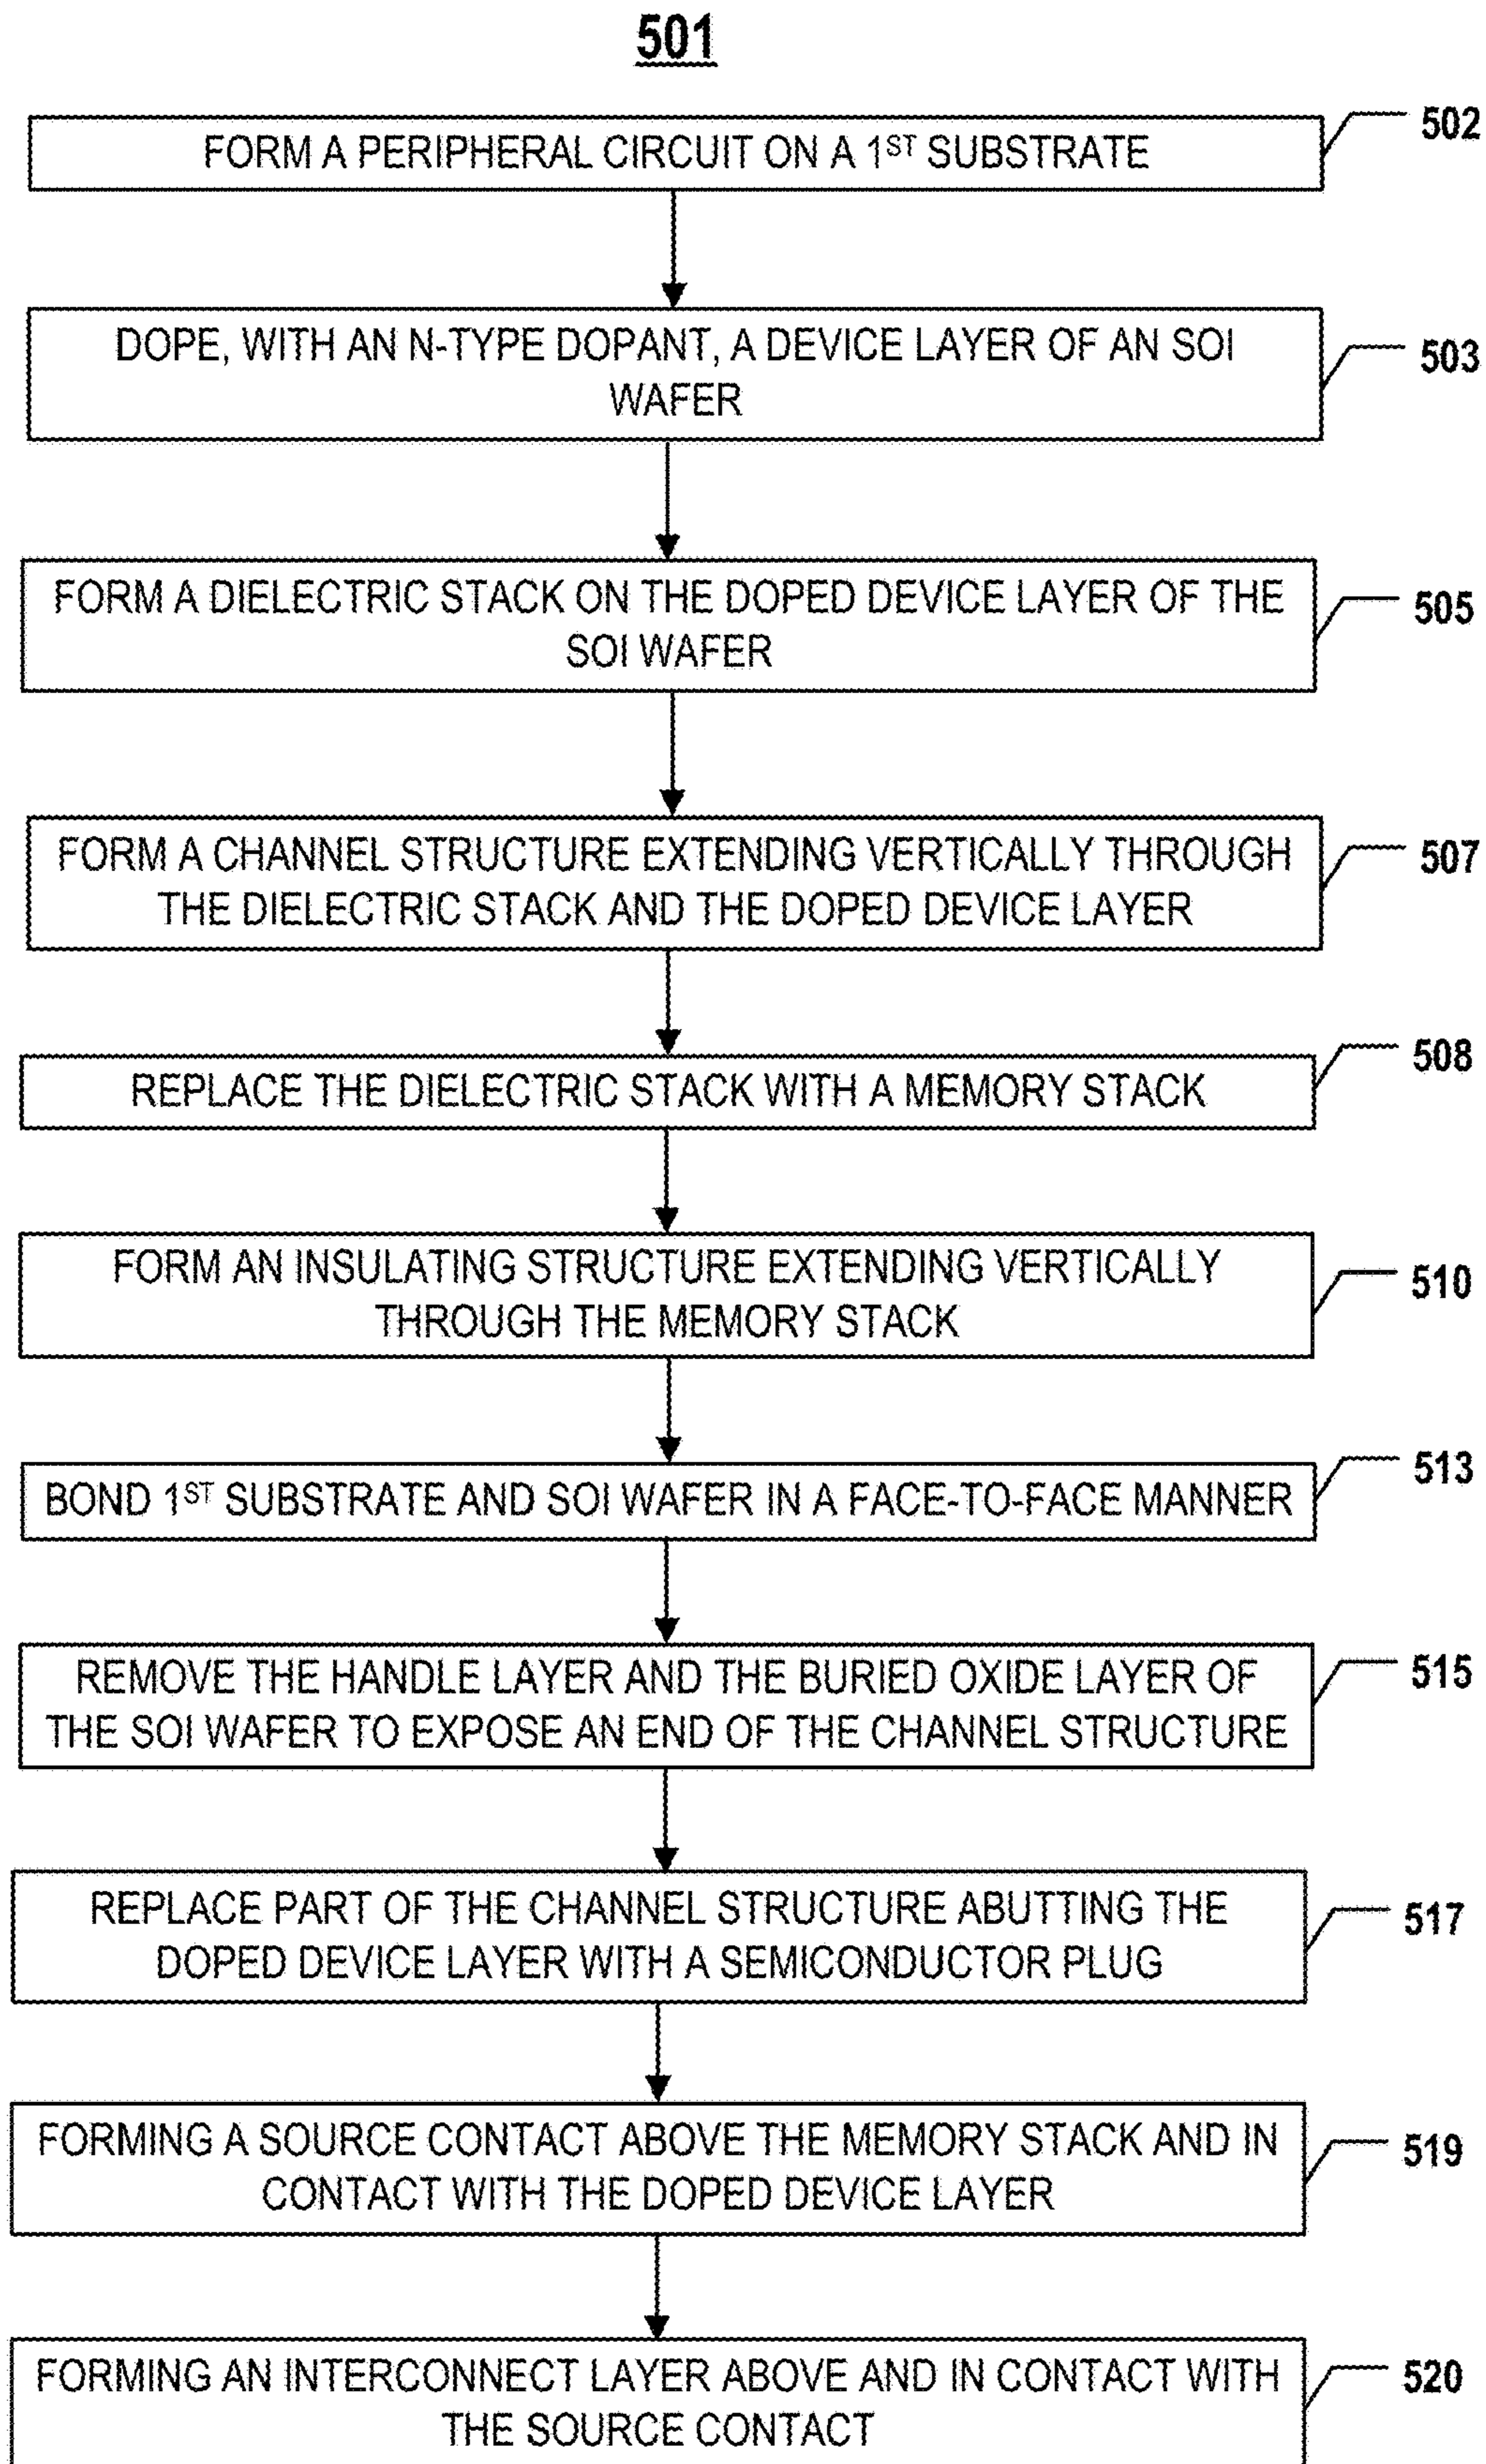 501
FORM A PERIPHERAL CIRCUIT ON A 1ST SUBSTRATE
502
DOPE, WITH AN N-TYPE DOPANT, A DEVICE LAYER OF AN SOI
WAFER
503
FORM A DIELECTRIC STACK ON THE DOPED DEVICE LAYER OF THE
SOI WAFER
505
FORM A CHANNEL STRUCTURE EXTENDING VERTICALLY THROUGH
THE DIELECTRIC STACK AND THE DOPED DEVICE LAYER
507
REPLACE THE DIELECTRIC STACK WITH A MEMORY STACK
508
FORM AN INSULATING STRUCTURE EXTENDING VERTICALLY
THROUGH THE MEMORY STACK
510
BOND 1ST SUBSTRATE AND SOI WAFER IN A FACE-TO-FACE MANNER
513
REMOVE THE HANDLE LAYER AND THE BURIED OXIDE LAYER OF
THE SOI WAFER TO EXPOSE AN END OF THE CHANNEL STRUCTURE
515
REPLACE PART OF THE CHANNEL STRUCTURE ABUTTING THE
DOPED DEVICE LAYER WITH A SEMICONDUCTOR PLUG
517
FORMING A SOURCE CONTACT ABOVE THE MEMORY STACK AND IN
CONTACT WITH THE DOPED DEVICE LAYER
519
FORMING AN INTERCONNECT LAYER ABOVE AND IN CONTACT WITH
THE SOURCE CONTACT
520